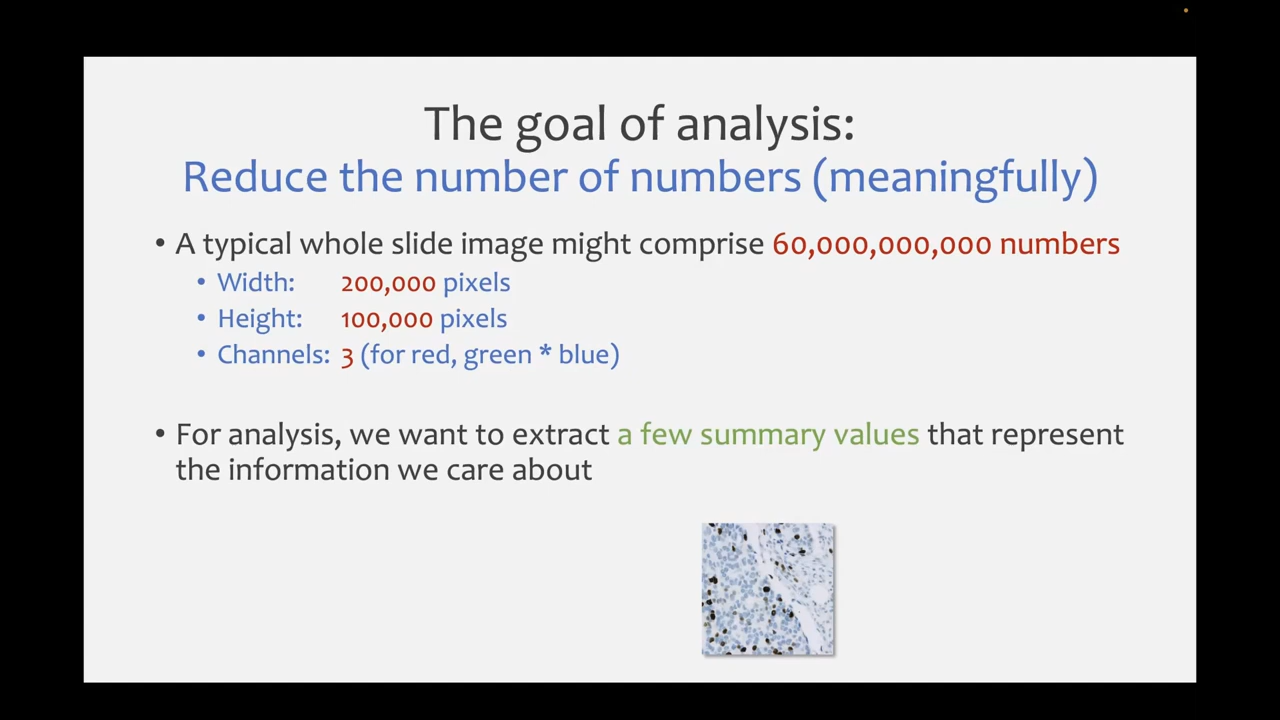 The goal of analysis:
Reduce the number of numbers (meaningfully)
• A typical whole slide image might comprise 60,000,000,000 numbers
• Width: 200,000 pixels
• Height: 100,000 pixels
• Channels: 3 (for red, green * blue)
• For analysis, we want to extract a few summary values that represent
the information we care about